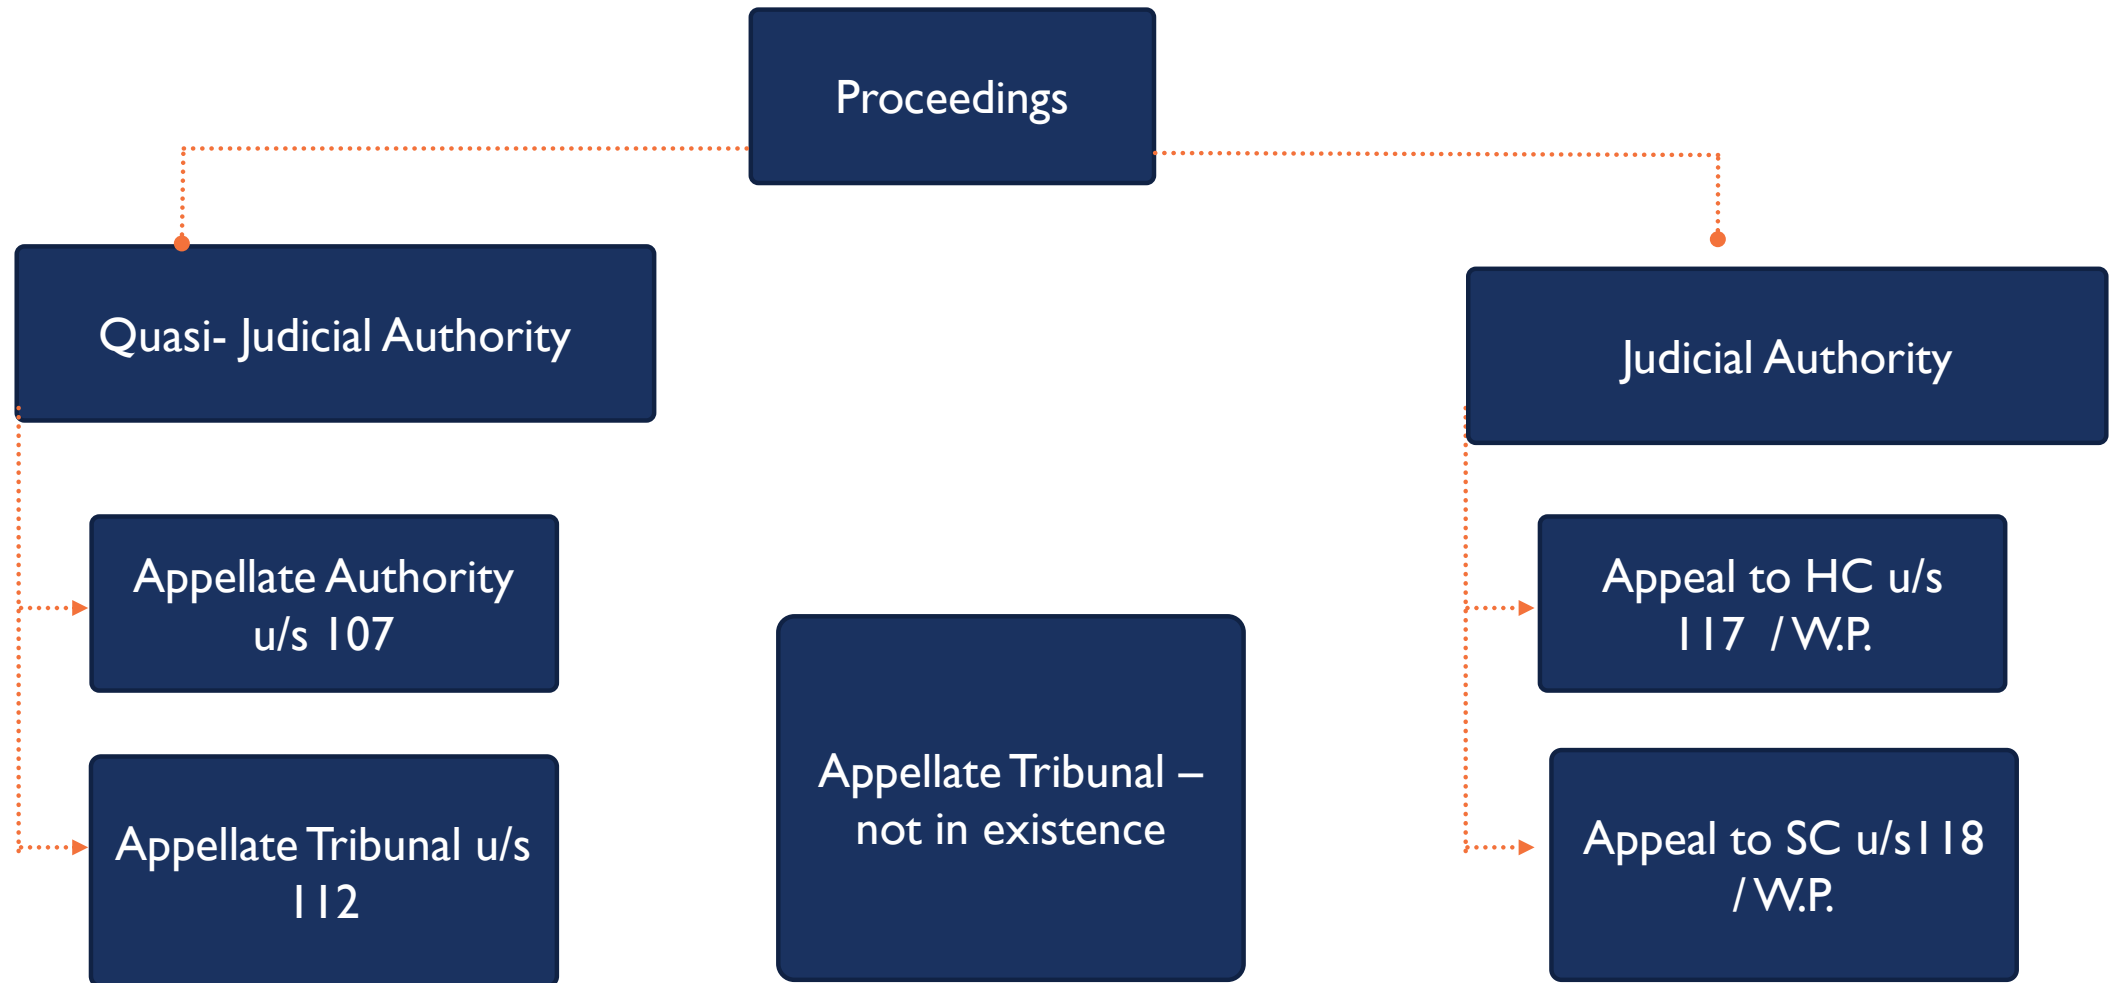 Proceedings
Quasi- Judicial Authority
Judicial Authority
Appellate Authority
u/s 107
Appeal to HC u/s
117 / W.P.
Appellate Tribunal u/s
112
Appellate Tribunal –
not in existence
Appeal to SC u/s118
/ W.P.